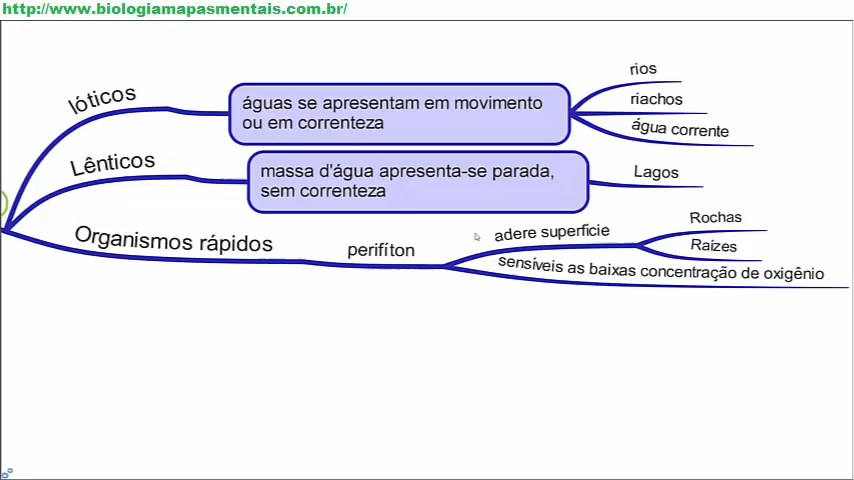 http://www.biologiamapasmentais.com.br/
lóticos
águas se apresentam em movimento
ou em correnteza
rios
riachos
água corrente
Lênticos
massa d'água apresenta-se parada,
sem correnteza
Lagos
Organismos rápidos
perifíton
adere superfície
Rochas
Raízes
sensíveis as baixas concentração de oxigênio